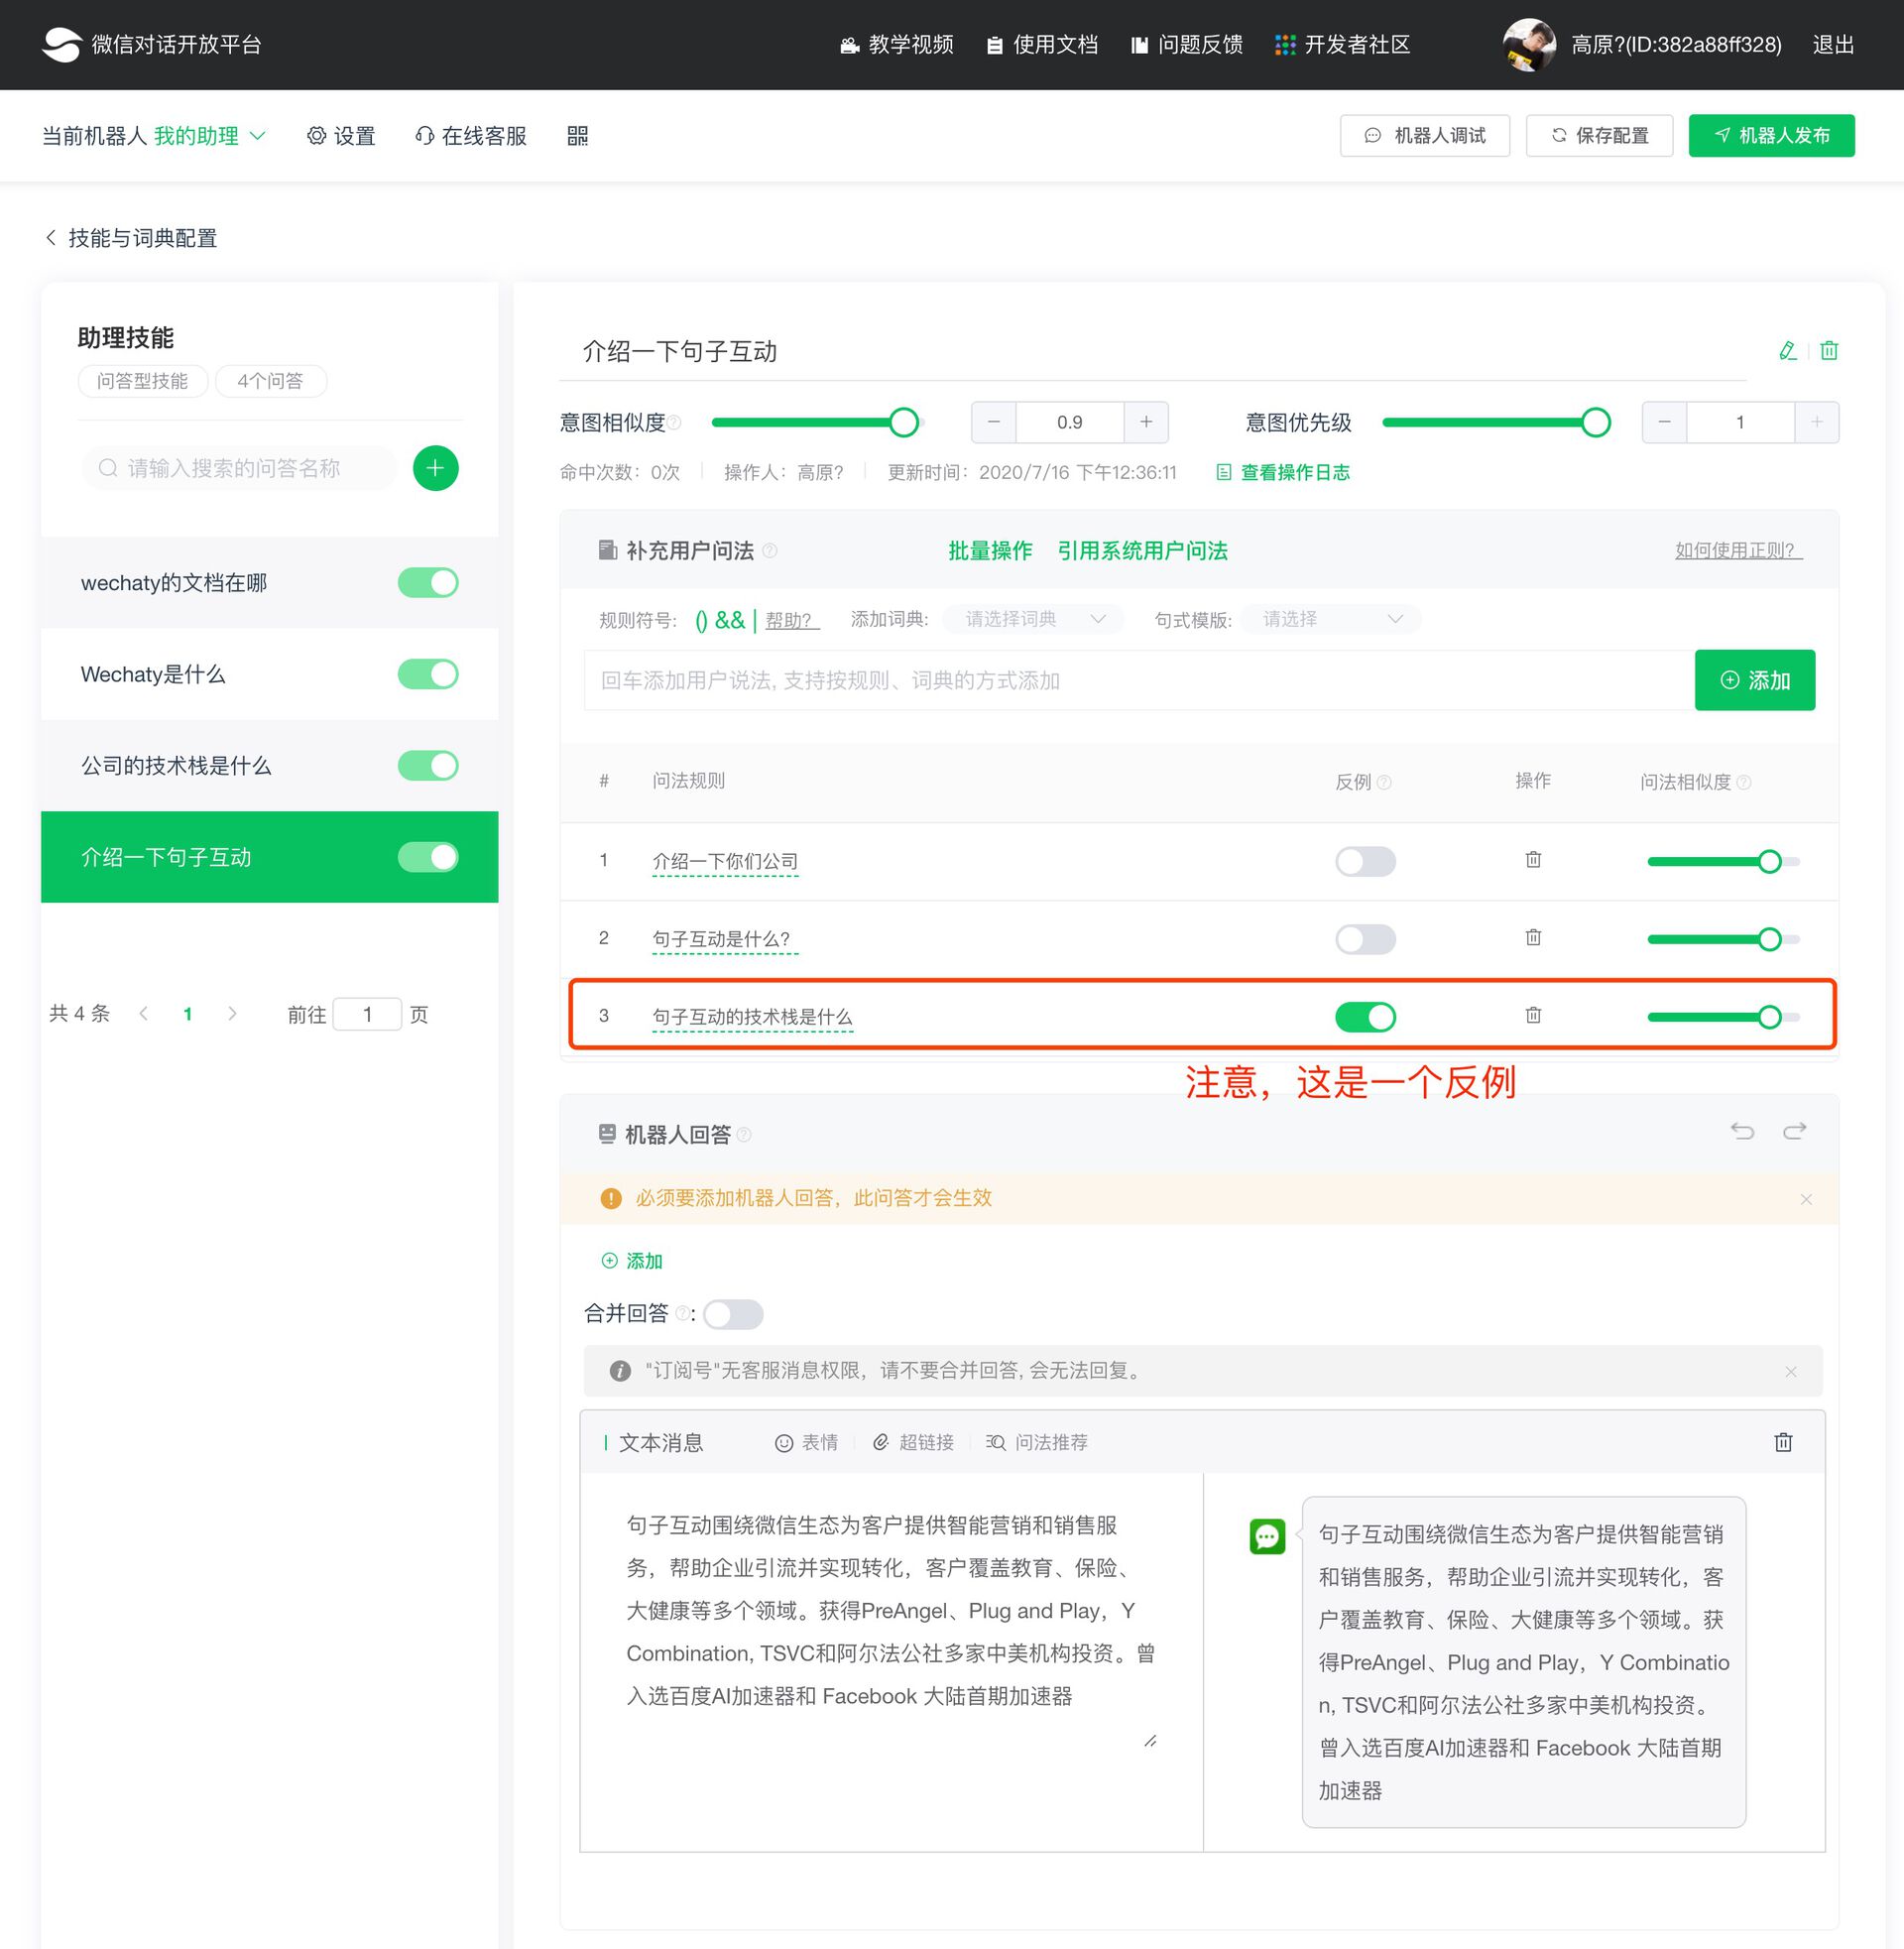 微信对话开放平台
教学视频 使用文档 问题反馈 开发者社区 高原?(ID:382a88ff328) 退出
当前机器人 我的助理 设置 在线客服 机器人调试 保存配置 机器人发布
技能与词典配置
助理技能
问答型技能 4个问答
请输入搜索的问答名称
wechaty的文档在哪
Wechaty是什么
公司的技术栈是什么
介绍一下句子互动
共 4 条 1 前往 1 页
介绍一下句子互动
意图相似度 0.9 意图优先级 1
命中次数：0次 操作人：高原? 更新时间：2020/7/16 下午12:36:11 查看操作日志
补充用户问法 批量操作 引用系统用户问法 如何使用正则?
规则符号: () && | 帮助? 添加词典: 请选择词典 句式模版: 请选择
回车添加用户说法, 支持按规则、词典的方式添加 添加
# 问法规则 反例 操作 问法相似度
1 介绍一下你们公司
2 句子互动是什么?
3 句子互动的技术栈是什么
注意，这是一个反例
机器人回答
必须要添加机器人回答，此问答才会生效
添加
合并回答 :
"订阅号"无客服消息权限，请不要合并回答, 会无法回复。
文本消息 表情 超链接 问法推荐
句子互动围绕微信生态为客户提供智能营销和销售服
务，帮助企业引流并实现转化，客户覆盖教育、保险、
大健康等多个领域。获得PreAngel、Plug and Play，Y
Combination, TSVC和阿尔法公社多家中美机构投资。曾
入选百度AI加速器和 Facebook 大陆首期加速器
句子互动围绕微信生态为客户提供智能营销
和销售服务，帮助企业引流并实现转化，客
户覆盖教育、保险、大健康等多个领域。获
得PreAngel、Plug and Play，Y Combinatio
n, TSVC和阿尔法公社多家中美机构投资。
曾入选百度AI加速器和 Facebook 大陆首期
加速器